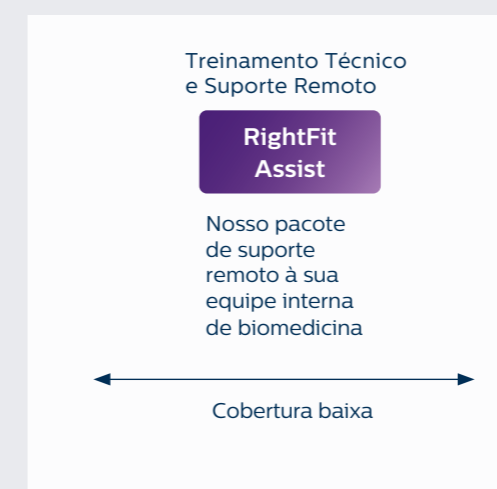 Treinamento Técnico
e Suporte Remoto
RightFit
Assist
Nosso pacote
de suporte
remoto à sua
equipe interna
de biomedicina
Cobertura baixa